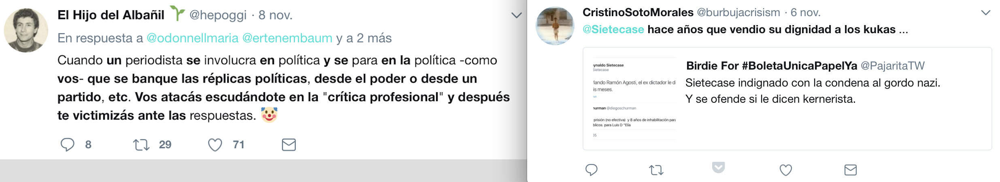 El Hijo del Albañil @hepoggi · 8 nov.
En respuesta a @odonnellmaria @ertenembaum y a 2 más
Cuando un periodista se involucra en política y se para en la política -como
vos- que se banque las réplicas políticas, desde el poder o desde un
partido, etc. Vos atacás escudándote en la "crítica profesional" y después
te victimizás ante las respuestas. 🤡
8 29 71
CristinoSotoMorales @burbujacrisism · 6 nov.
@Sietecase hace años que vendio su dignidad a los kukas ...
ynaldo Sietecase
Sietecase
lando Ramón Agosti, el ex dictador le di
is meses.
urman @diegoschurman
prisión (no efectiva) y 8 años de inhabilitación para
blicos. para Luis D "Elía
05
Birdie For #BoletaUnicaPapelYa @PajaritaTW
Sietecase indignado con la condena al gordo nazi.
Y se ofende si le dicen kernerista.